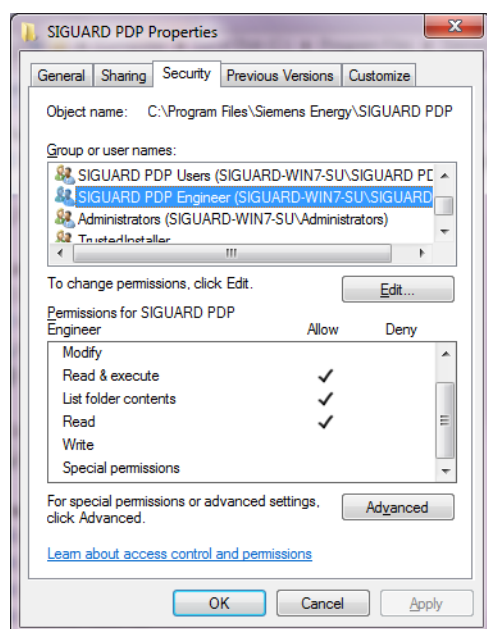 SIGUARD PDP Properties
General Sharing Security Previous Versions Customize
Object name: C:\Program Files\Siemens Energy\SIGUARD PDP
Group or user names:
SIGUARD PDP Users (SIGUARD-WIN7-SU\SIGUARD PD
SIGUARD PDP Engineer (SIGUARD-WIN7-SU\SIGUARD
Administrators (SIGUARD-WIN7-SU\Administrators)
TrustedInstaller
To change permissions, click Edit.
Edit...
Permissions for SIGUARD PDP
Engineer Allow Deny
Modify
Read & execute
List folder contents
Read
Write
Special permissions
For special permissions or advanced settings,
click Advanced.
Advanced
Learn about access control and permissions
OK Cancel Apply